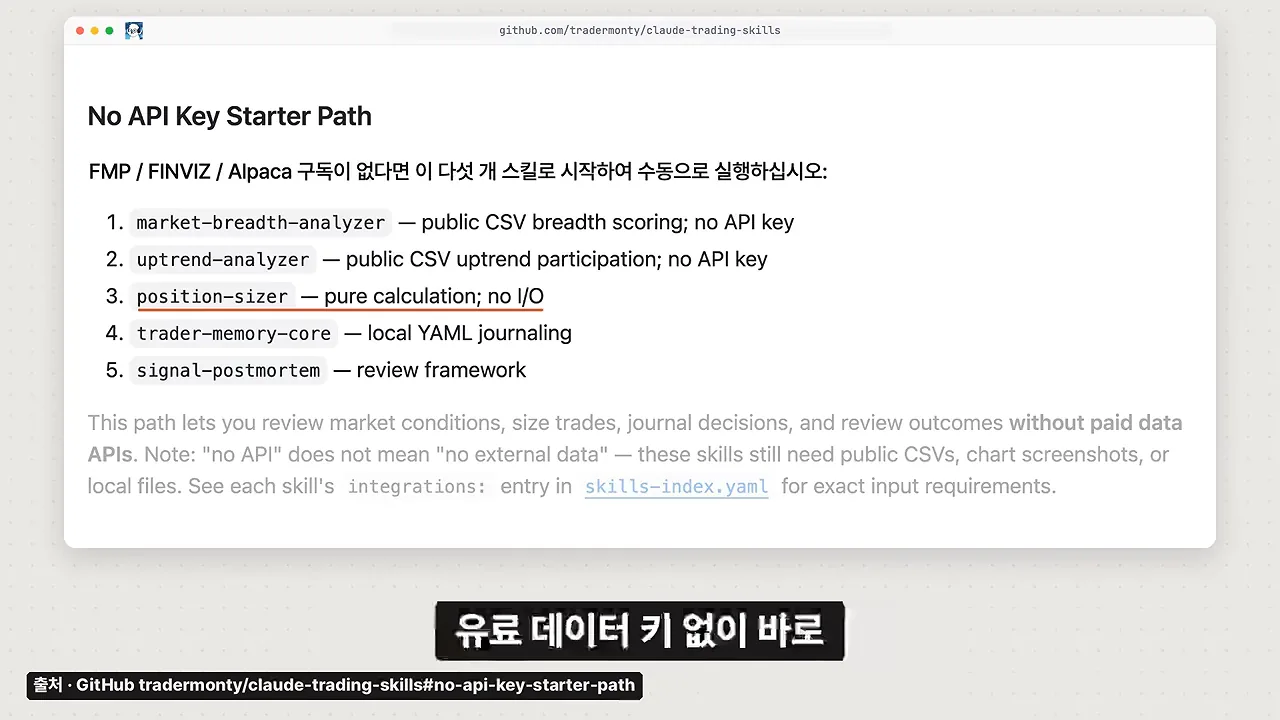 github.com/tradermonty/claude-trading-skills
No API Key Starter Path
FMP / FINVIZ / Alpaca 구독이 없다면 이 다섯 개 스킬로 시작하여 수동으로 실행하십시오:
1. market-breadth-analyzer — public CSV breadth scoring; no API key
2. uptrend-analyzer — public CSV uptrend participation; no API key
3. position-sizer — pure calculation; no I/O
4. trader-memory-core — local YAML journaling
5. signal-postmortem — review framework
This path lets you review market conditions, size trades, journal decisions, and review outcomes without paid data
APIs. Note: "no API" does not mean "no external data" — these skills still need public CSVs, chart screenshots, or
local files. See each skill's integrations: entry in skills-index.yaml for exact input requirements.
유료 데이터 키 없이 바로
출처 · GitHub tradermonty/claude-trading-skills#no-api-key-starter-path